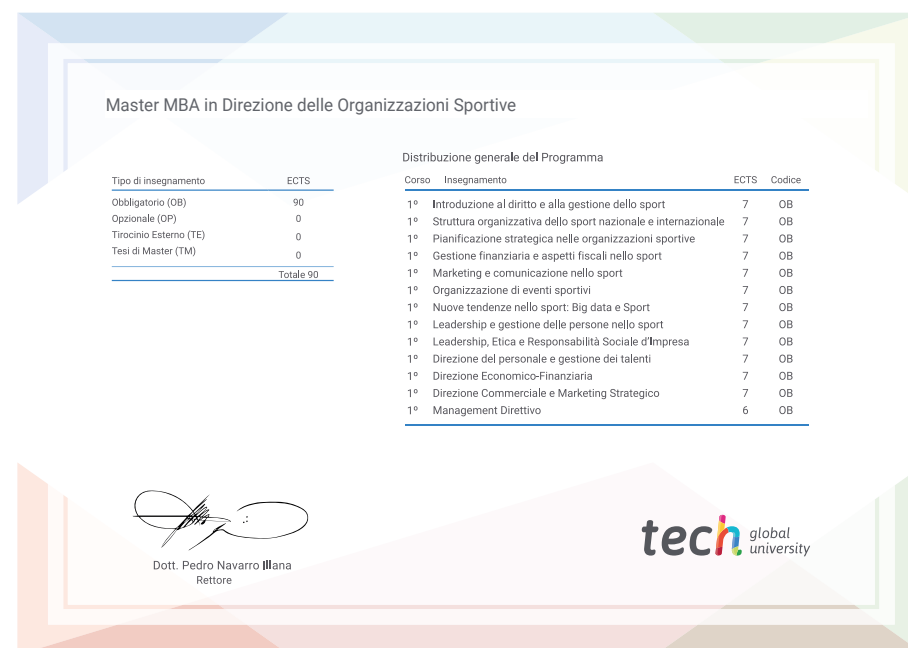 Master MBA in Direzione delle Organizzazioni Sportive
Tipo di insegnamento ECTS
Obbligatorio (OB) 90
Opzionale (OP) 0
Tirocinio Esterno (TE) 0
Tesi di Master (TM) 0
Totale 90
Distribuzione generale del Programma
Corso Insegnamento ECTS Codice
1º Introduzione al diritto e alla gestione dello sport 7 OB
1º Struttura organizzativa dello sport nazionale e internazionale 7 OB
1º Pianificazione strategica nelle organizzazioni sportive 7 OB
1º Gestione finanziaria e aspetti fiscali nello sport 7 OB
1º Marketing e comunicazione nello sport 7 OB
1º Organizzazione di eventi sportivi 7 OB
1º Nuove tendenze nello sport: Big data e Sport 7 OB
1º Leadership e gestione delle persone nello sport 7 OB
1º Leadership, Etica e Responsabilità Sociale d'Impresa 7 OB
1º Direzione del personale e gestione dei talenti 7 OB
1º Direzione Economico-Finanziaria 7 OB
1º Direzione Commerciale e Marketing Strategico 7 OB
1º Management Direttivo 6 OB
Dott. Pedro Navarro Illana
Rettore
tech global
university